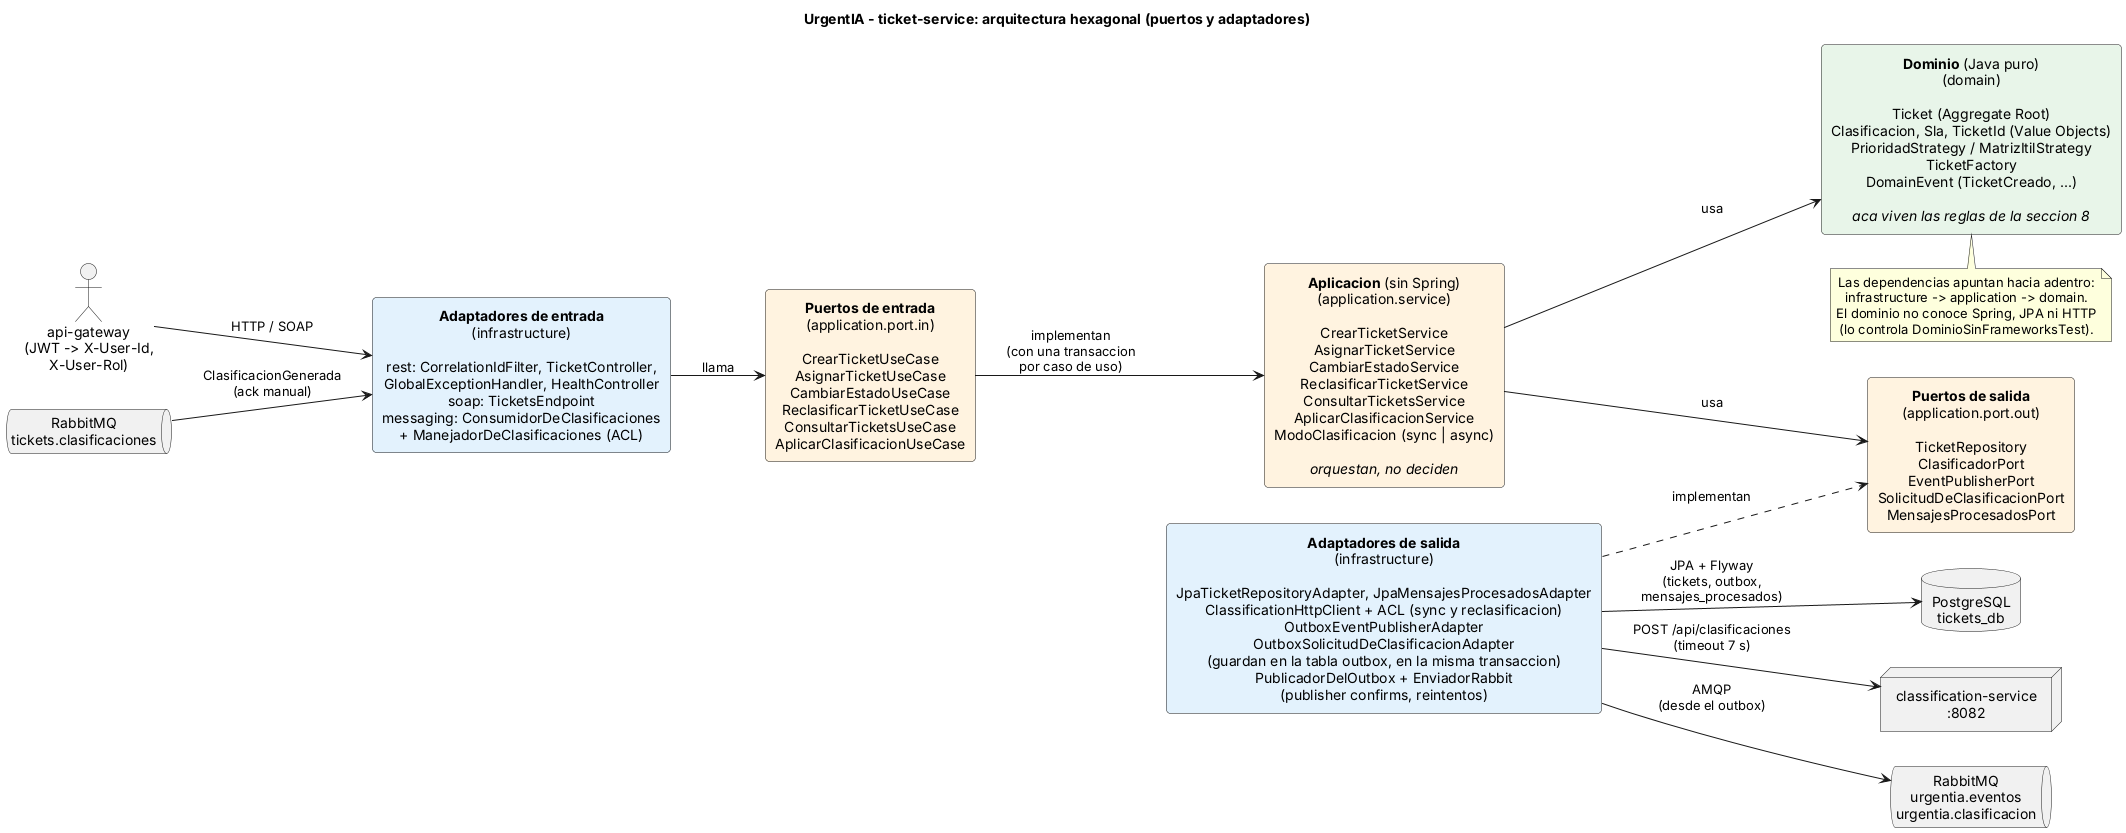 UrgentIA - ticket-service: arquitectura hexagonal (puertos y adaptadores)
api-gateway
(JWT -> X-User-Id,
X-User-Rol)
RabbitMQ
tickets.clasificaciones
HTTP / SOAP
ClasificacionGenerada
(ack manual)
Adaptadores de entrada
(infrastructure)
rest: CorrelationIdFilter, TicketController,
GlobalExceptionHandler, HealthController
soap: TicketsEndpoint
messaging: ConsumidorDeClasificaciones
+ ManejadorDeClasificaciones (ACL)
llama
Puertos de entrada
(application.port.in)
CrearTicketUseCase
AsignarTicketUseCase
CambiarEstadoUseCase
ReclasificarTicketUseCase
ConsultarTicketsUseCase
AplicarClasificacionUseCase
implementan
(con una transaccion
por caso de uso)
Aplicacion (sin Spring)
(application.service)
CrearTicketService
AsignarTicketService
CambiarEstadoService
ReclasificarTicketService
ConsultarTicketsService
AplicarClasificacionService
ModoClasificacion (sync | async)
orquestan, no deciden
usa
usa
Dominio (Java puro)
(domain)
Ticket (Aggregate Root)
Clasificacion, Sla, TicketId (Value Objects)
PrioridadStrategy / MatrizItilStrategy
TicketFactory
DomainEvent (TicketCreado, ...)
aca viven las reglas de la seccion 8
Las dependencias apuntan hacia adentro:
infrastructure -> application -> domain.
El dominio no conoce Spring, JPA ni HTTP
(lo controla DominioSinFrameworksTest).
Puertos de salida
(application.port.out)
TicketRepository
ClasificadorPort
EventPublisherPort
SolicitudDeClasificacionPort
MensajesProcesadosPort
Adaptadores de salida
(infrastructure)
JpaTicketRepositoryAdapter, JpaMensajesProcesadosAdapter
ClassificationHttpClient + ACL (sync y reclasificacion)
OutboxEventPublisherAdapter
OutboxSolicitudDeClasificacionAdapter
(guardan en la tabla outbox, en la misma transaccion)
PublicadorDelOutbox + EnviadorRabbit
(publisher confirms, reintentos)
implementan
JPA + Flyway
(tickets, outbox,
mensajes_procesados)
POST /api/clasificaciones
(timeout 7 s)
AMQP
(desde el outbox)
PostgreSQL
tickets_db
classification-service
:8082
RabbitMQ
urgentia.eventos
urgentia.clasificacion